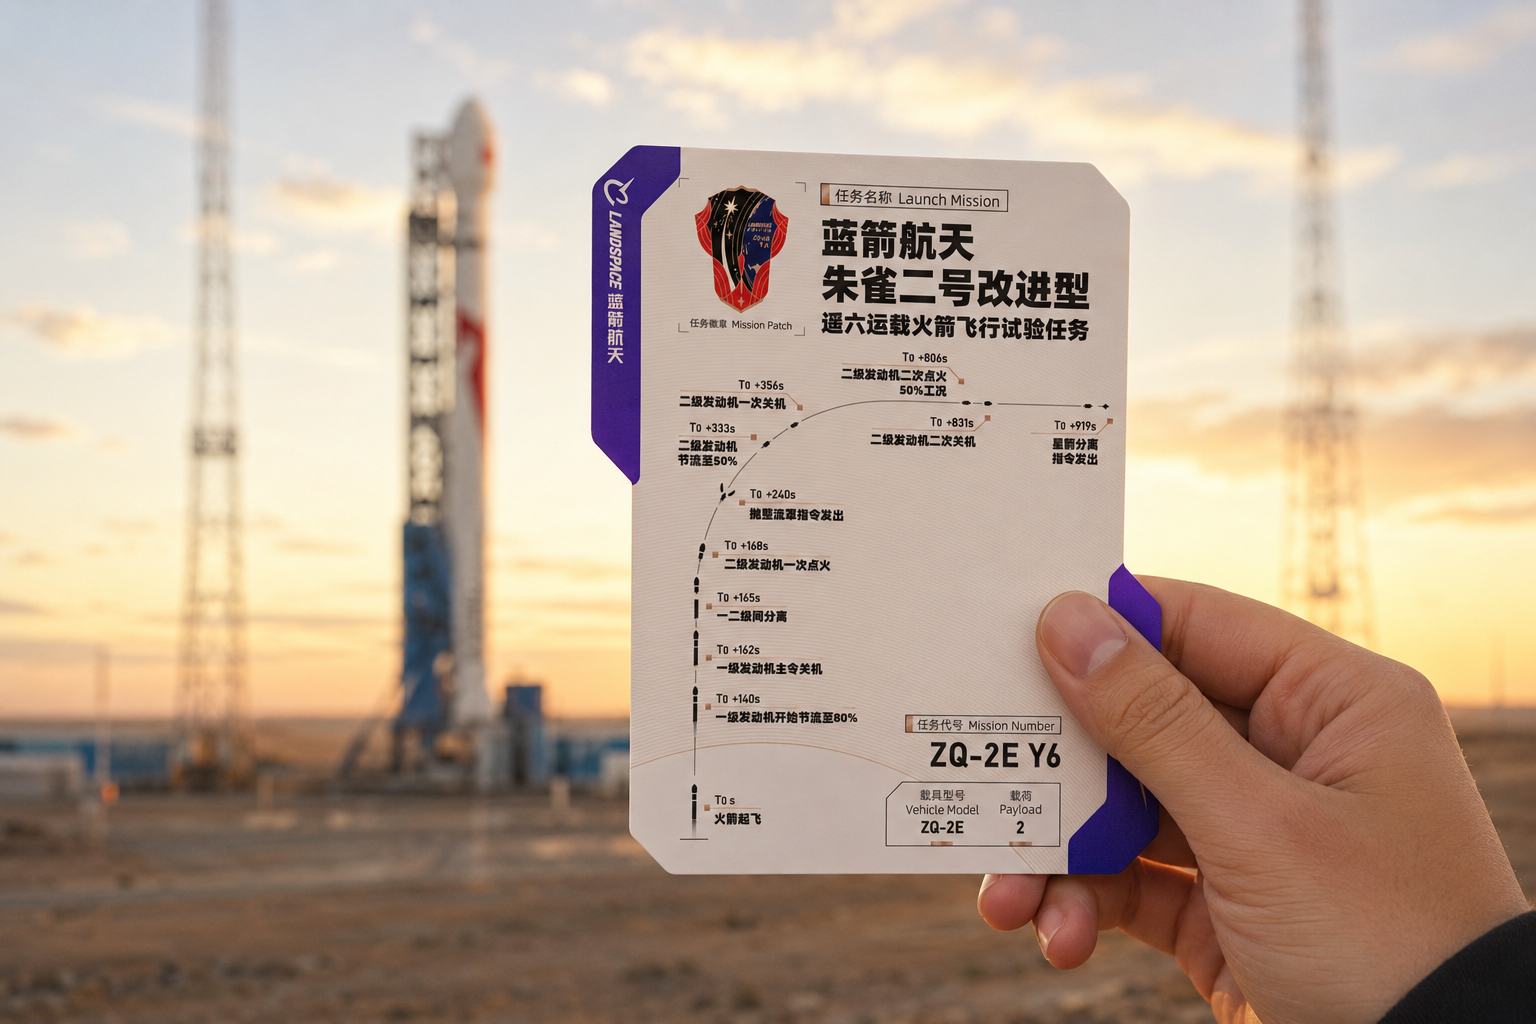 LANDSPACE 蓝箭航天
任务徽章 Mission Patch
任务名称 Launch Mission
蓝箭航天
朱雀二号改进型
遥六运载火箭飞行试验任务
T0 +806s
二级发动机二次点火
50%工况
T0 +356s
二级发动机一次关机
T0 +333s
二级发动机
节流至50%
T0 +831s
二级发动机二次关机
T0 +919s
星箭分离
指令发出
T0 +240s
抛整流罩指令发出
T0 +168s
二级发动机一次点火
T0 +165s
一二级间分离
T0 +162s
一级发动机主令关机
T0 +140s
一级发动机开始节流至80%
T0 s
火箭起飞
任务代号 Mission Number
ZQ-2E Y6
载具型号
Vehicle Model
ZQ-2E
载荷
Payload
2